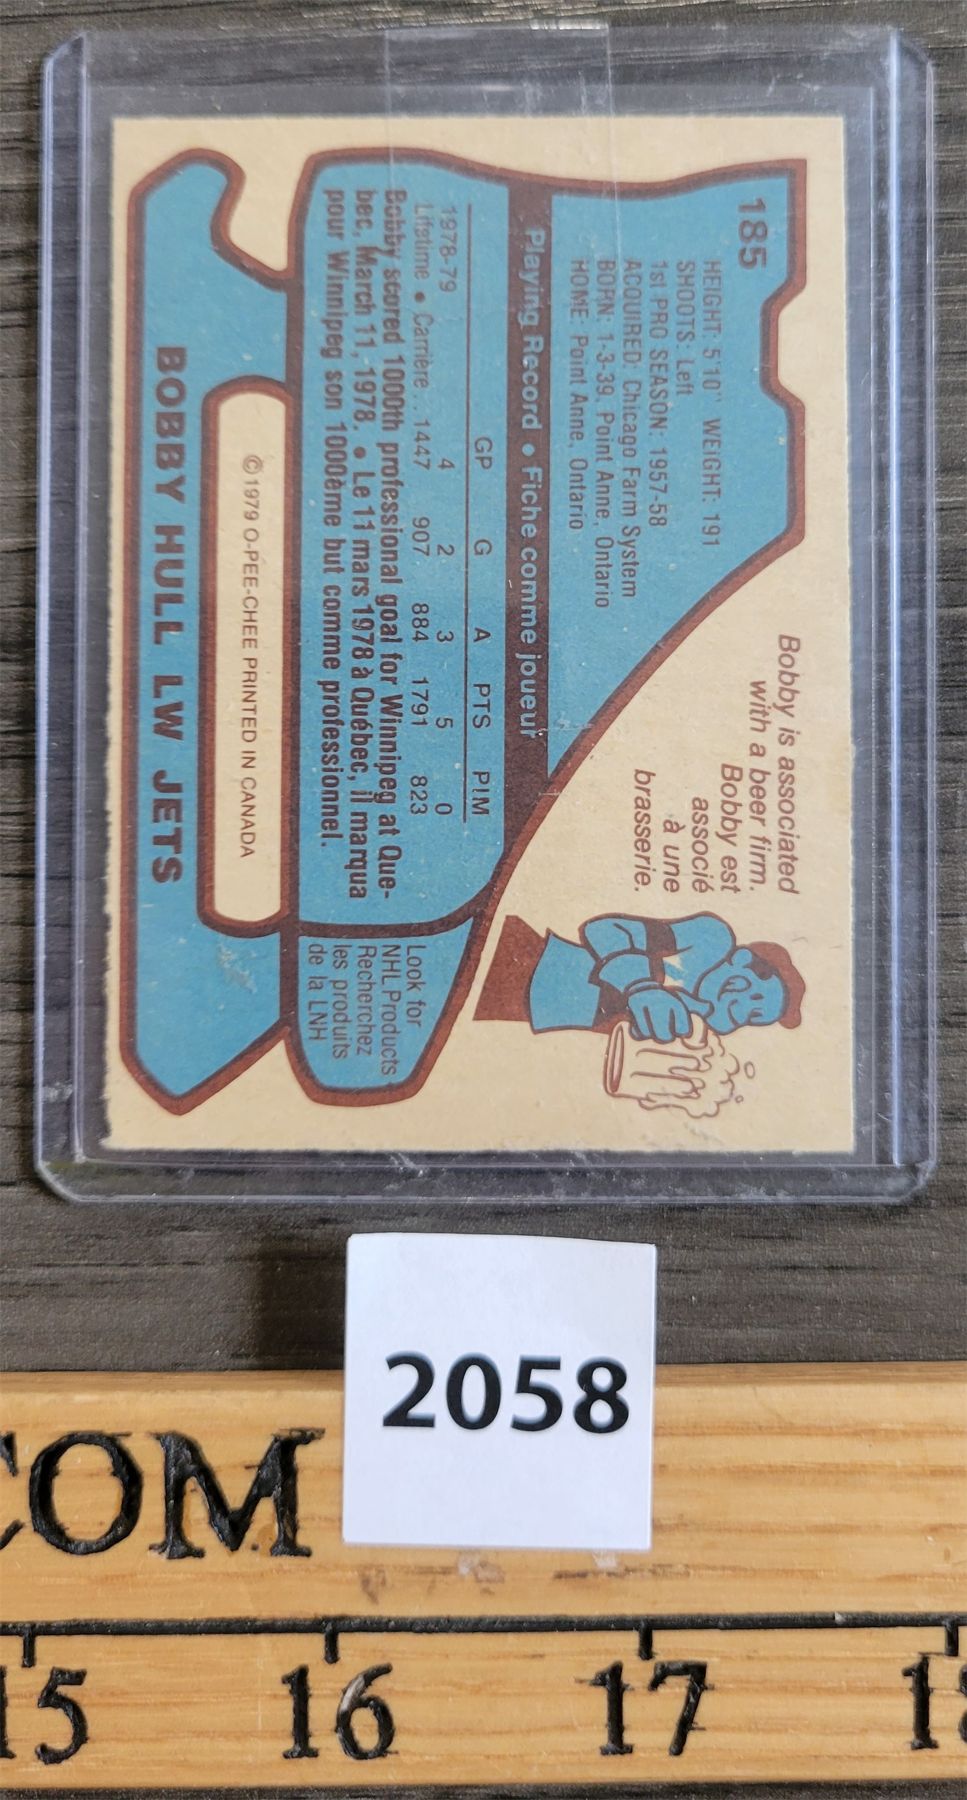 185
HEIGHT: 5'10" WEIGHT: 191
SHOOTS: Left
1st PRO SEASON: 1957-58
ACQUIRED: Chicago Farm System
BORN: 1-3-39, Point Anne, Ontario
HOME: Point Anne, Ontario
Bobby is associated
with a beer firm.
Bobby est
associé
à une
brasserie.
Playing Record • Fiche comme joueur
GP G A PTS PIM
1978-79 4 2 3 5 0
Lifetime • Carrière .. 1447 907 884 1791 823
Bobby scored 1000th professional goal for Winnipeg at Que-
bec, March 11, 1978. • Le 11 mars 1978 à Québec, il marqua
pour Winnipeg son 1000ème but comme professionnel.
Look for
NHL Products
Recherchez
les produits
de la LNH
©1979 O-PEE-CHEE PRINTED IN CANADA
BOBBY HULL LW JETS
2058
COM
15 16 17 18